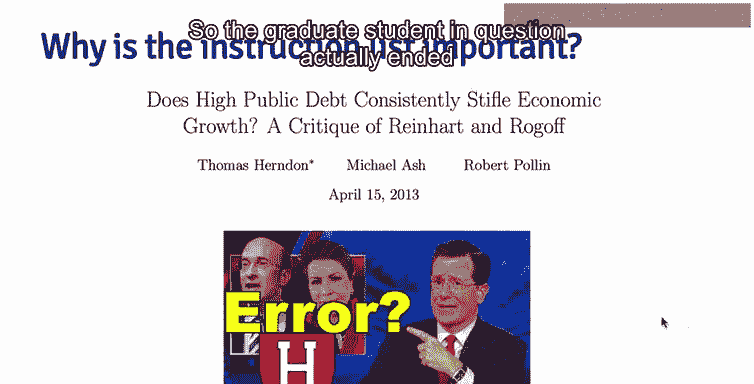 So the graduate student in question
actually ended
Why is the instruction list important?
Does High Public Debt Consistently Stifle Economic
Growth? A Critique of Reinhart and Rogoff
Thomas Herndon* Michael Ash Robert Pollin
April 15, 2013
Error?
H